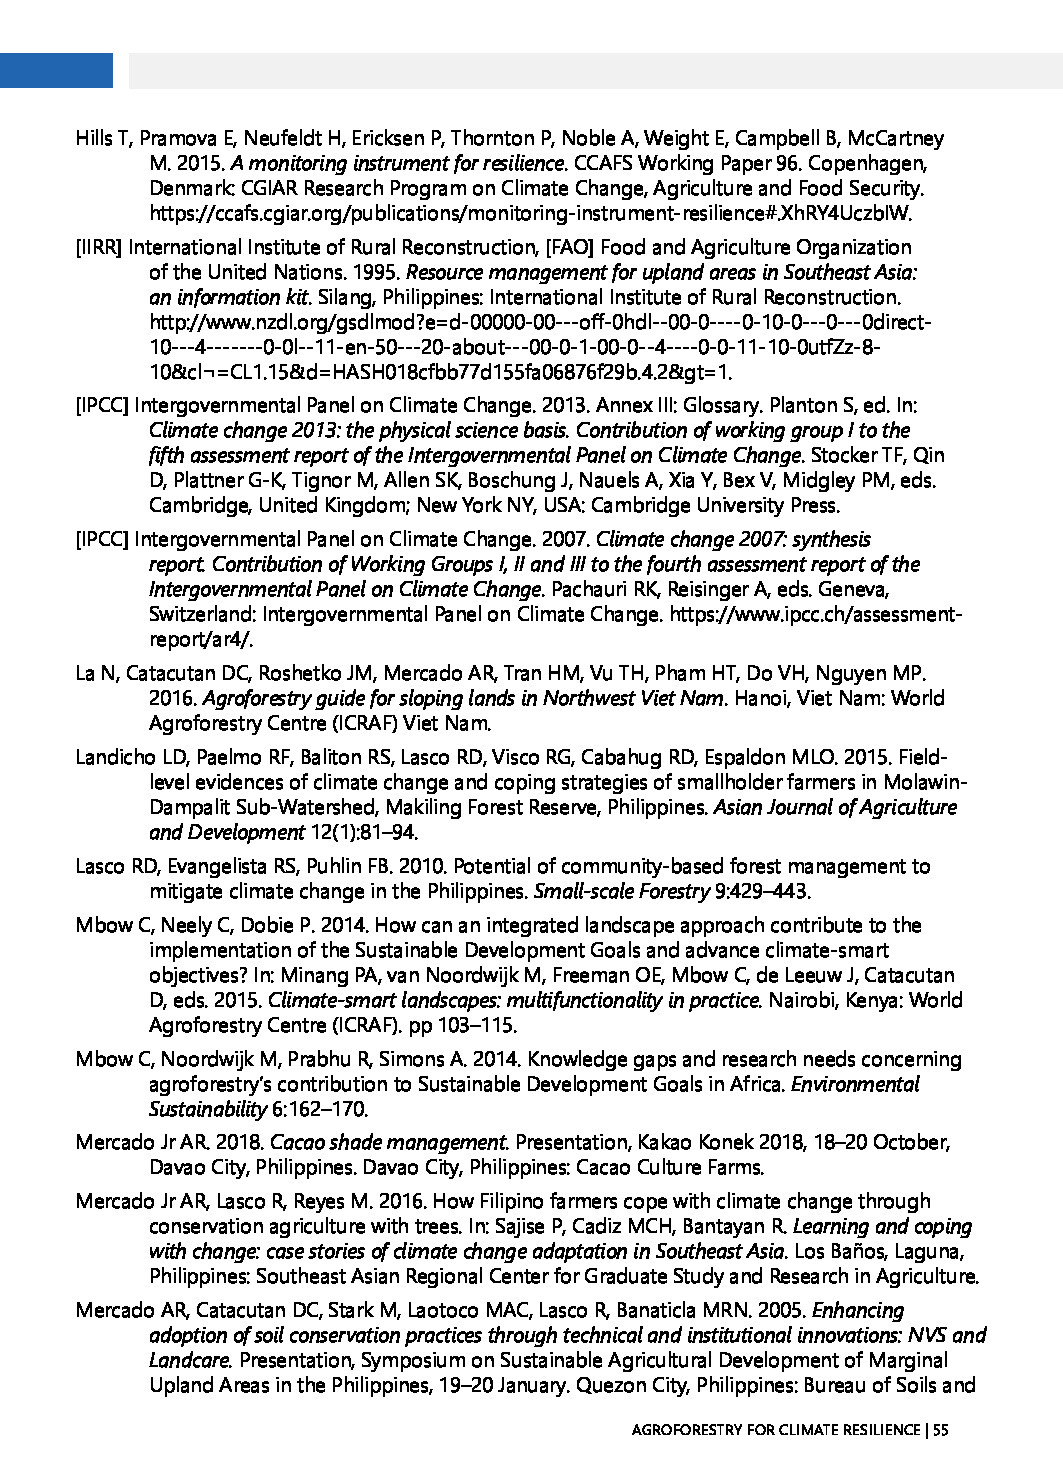 Hills T, Pramova E, Neufeldt H, Ericksen P, Thornton P, Noble A, Weight E, Campbell B, McCartney
M. 2015. A monitoring instrument for resilience. CCAFS Working Paper 96. Copenhagen,
Denmark: CGIAR Research Program on Climate Change, Agriculture and Food Security.
https://ccafs.cgiar.org/publications/monitoring-instrument-resilience#.XhRY4UczbIW.
[IIRR] International Institute of Rural Reconstruction, [FAO] Food and Agriculture Organization
of the United Nations. 1995. Resource management for upland areas in Southeast Asia:
an information kit. Silang, Philippines: International Institute of Rural Reconstruction.
http://www.nzdl.org/gsdlmod?e=d-00000-00---off-0hdl--00-0----0-10-0---0---0direct-
10---4-------0-0l--11-en-50---20-about---00-0-1-00-0--4----0-0-11-10-0utfZz-8-
10&cl¬=CL1.15&d=HASH018cfbb77d155fa06876f29b.4.2&gt=1.
[IPCC] Intergovernmental Panel on Climate Change. 2013. Annex III: Glossary. Planton S, ed. In:
Climate change 2013: the physical science basis. Contribution of working group I to the
fifth assessment report of the Intergovernmental Panel on Climate Change. Stocker TF, Qin
D, Plattner G-K, Tignor M, Allen SK, Boschung J, Nauels A, Xia Y, Bex V, Midgley PM, eds.
Cambridge, United Kingdom; New York NY, USA: Cambridge University Press.
[IPCC] Intergovernmental Panel on Climate Change. 2007. Climate change 2007: synthesis
report. Contribution of Working Groups I, II and III to the fourth assessment report of the
Intergovernmental Panel on Climate Change. Pachauri RK, Reisinger A, eds. Geneva,
Switzerland: Intergovernmental Panel on Climate Change. https://www.ipcc.ch/assessment-
report/ar4/.
La N, Catacutan DC, Roshetko JM, Mercado AR, Tran HM, Vu TH, Pham HT, Do VH, Nguyen MP.
2016. Agroforestry guide for sloping lands in Northwest Viet Nam. Hanoi, Viet Nam: World
Agroforestry Centre (ICRAF) Viet Nam.
Landicho LD, Paelmo RF, Baliton RS, Lasco RD, Visco RG, Cabahug RD, Espaldon MLO. 2015. Field-
level evidences of climate change and coping strategies of smallholder farmers in Molawin-
Dampalit Sub-Watershed, Makiling Forest Reserve, Philippines. Asian Journal of Agriculture
and Development 12(1):81–94.
Lasco RD, Evangelista RS, Puhlin FB. 2010. Potential of community-based forest management to
mitigate climate change in the Philippines. Small-scale Forestry 9:429–443.
Mbow C, Neely C, Dobie P. 2014. How can an integrated landscape approach contribute to the
implementation of the Sustainable Development Goals and advance climate-smart
objectives? In: Minang PA, van Noordwijk M, Freeman OE, Mbow C, de Leeuw J, Catacutan
D, eds. 2015. Climate-smart landscapes: multifunctionality in practice. Nairobi, Kenya: World
Agroforestry Centre (ICRAF). pp 103–115.
Mbow C, Noordwijk M, Prabhu R, Simons A. 2014. Knowledge gaps and research needs concerning
agroforestry's contribution to Sustainable Development Goals in Africa. Environmental
Sustainability 6:162–170.
Mercado Jr AR. 2018. Cacao shade management. Presentation, Kakao Konek 2018, 18–20 October,
Davao City, Philippines. Davao City, Philippines: Cacao Culture Farms.
Mercado Jr AR, Lasco R, Reyes M. 2016. How Filipino farmers cope with climate change through
conservation agriculture with trees. In: Sajise P, Cadiz MCH, Bantayan R. Learning and coping
with change: case stories of climate change adaptation in Southeast Asia. Los Baños, Laguna,
Philippines: Southeast Asian Regional Center for Graduate Study and Research in Agriculture.
Mercado AR, Catacutan DC, Stark M, Laotoco MAC, Lasco R, Banaticla MRN. 2005. Enhancing
adoption of soil conservation practices through technical and institutional innovations: NVS and
Landcare. Presentation, Symposium on Sustainable Agricultural Development of Marginal
Upland Areas in the Philippines, 19–20 January. Quezon City, Philippines: Bureau of Soils and
AGROFORESTRY FOR CLIMATE RESILIENCE | 55